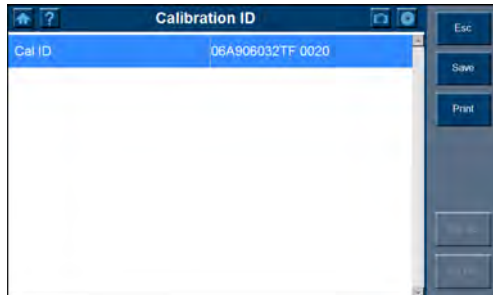 ? Calibration ID
Esc
Cal ID 06A906032TF 0020
Save
Print